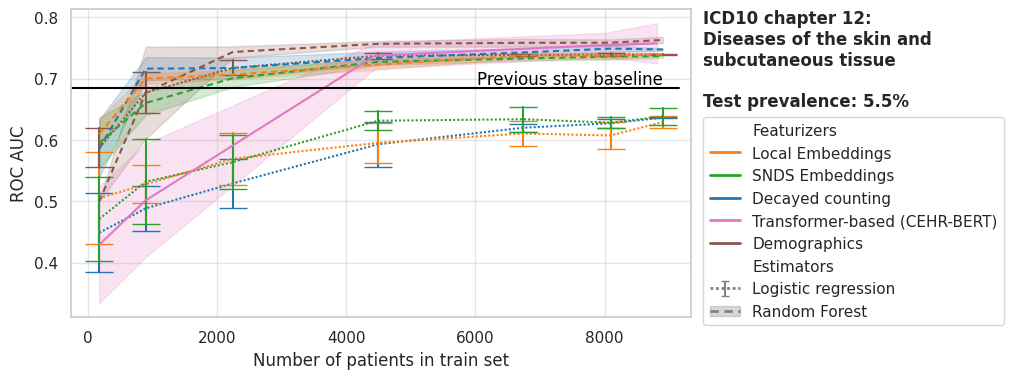 0.8
0.7
0.6
0.5
0.4
ROC AUC
Previous stay baseline
0
2000
4000
6000
8000
Number of patients in train set
ICD10 chapter 12:
Diseases of the skin and
subcutaneous tissue
Test prevalence: 5.5%
Featurizers
Local Embeddings
SNDS Embeddings
Decayed counting
Transformer-based (CEHR-BERT)
Demographics
Estimators
Logistic regression
Random Forest